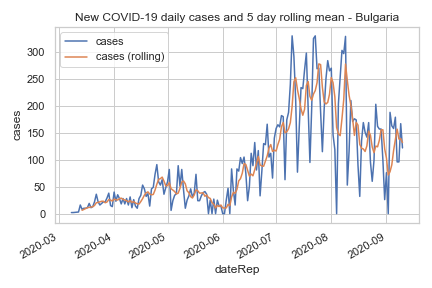 New COVID-19 daily cases and 5 day rolling mean - Bulgaria
cases
cases (rolling)
300
250
200
150
100
50
0
cases
2020-03
2020-04
2020-05
2020-06
2020-07
2020-08
2020-09
dateRep